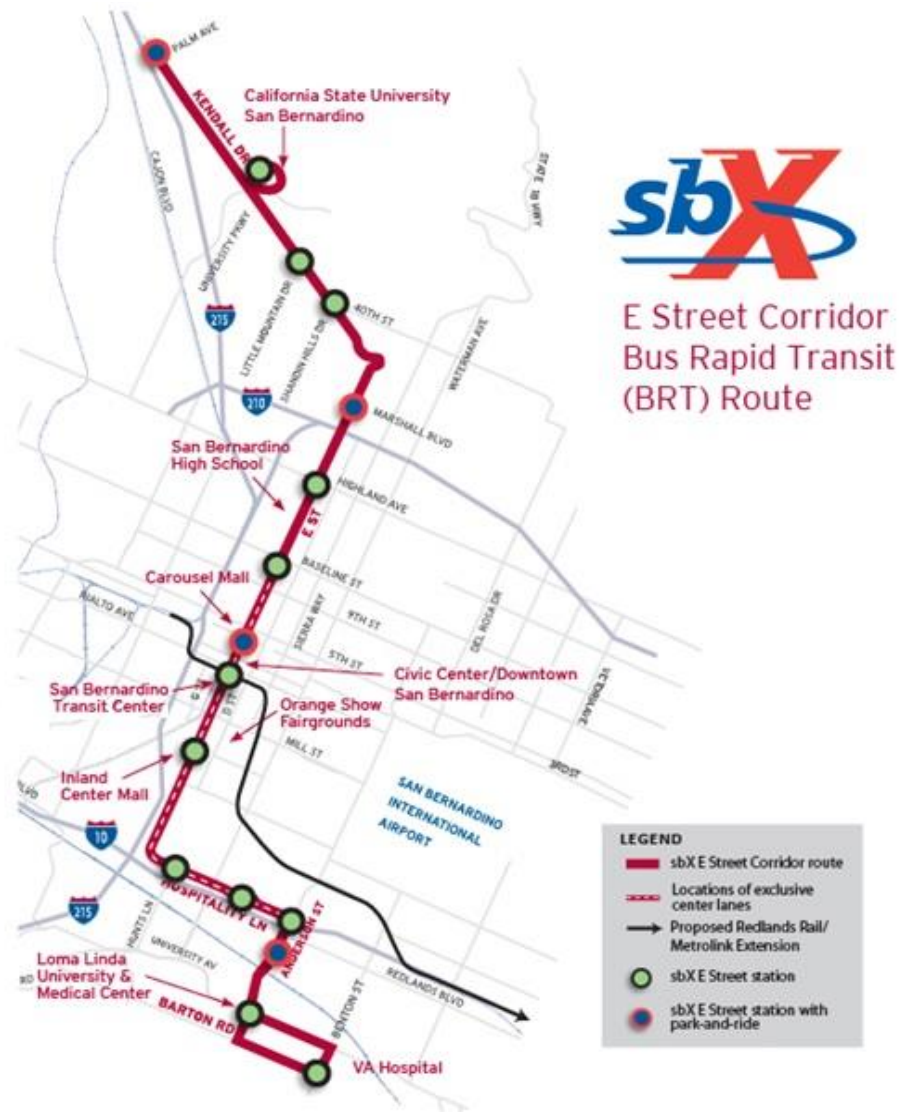 PALM AVE
KENDALL DR
California State University
San Bernardino
CAJON BLVD
STATE 18 HWY
sbX
E Street Corridor
Bus Rapid Transit
(BRT) Route
UNIVERSITY PKWY
LITTLE MOUNTAIN DR
SHANDIN HILLS DR
40TH ST
WATERMAN AVE
215
210
MARSHALL BLVD
San Bernardino
High School
HIGHLAND AVE
E ST
BASELINE ST
Carousel Mall
RIALTO AVE
SIERRA WAY
9TH ST
5TH ST
DEL ROSA DR
Civic Center/Downtown
San Bernardino
San Bernardino
Transit Center
G ST
D ST
Orange Show
Fairgrounds
VICTORIA AVE
MILL ST
3RD ST
Inland
Center Mall
BLVD
SAN BERNARDINO
INTERNATIONAL
AIRPORT
10
215
HOSPITALITY LN
HUNTS LN
ANDERSON ST
UNIVERSITY AV
REDLANDS BLVD
RD
Loma Linda
University &
Medical Center
BARTON RD
BENTON ST
VA Hospital
LEGEND
sbX E Street Corridor route
Locations of exclusive
center lanes
Proposed Redlands Rail/
Metrolink Extension
sbX E Street station
sbX E Street station with
park-and-ride